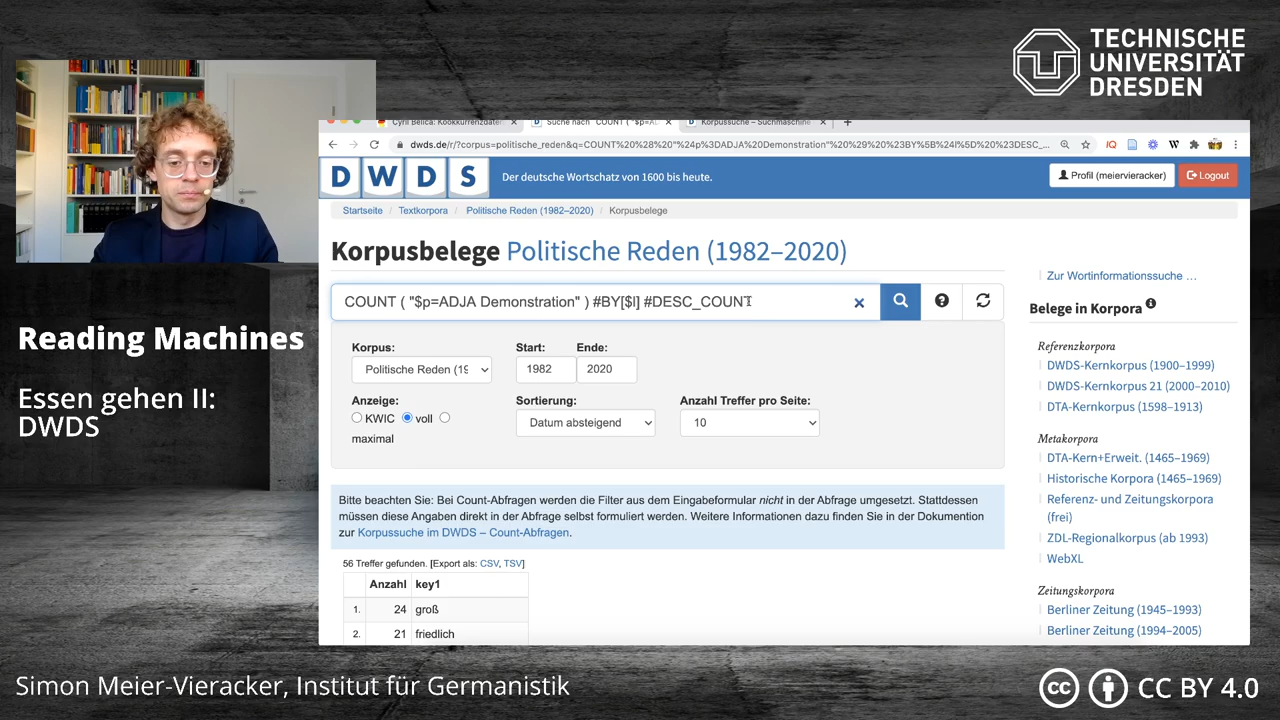 TECHNISCHE
UNIVERSITÄT
DRESDEN
Cyril Belica: Kookkurrenzdaten
Suche nach
COUNT ( "$p=AD
Korpussuche – Suchmaschine
dwds.de/r/?corpus=politische_reden&q=COUNT%20%28%20"%24p%3DADJA%20Demonstration"%20%29%20%23BY%5B%24l%5D%20%23DESC_...
DWDS
Der deutsche Wortschatz von 1600 bis heute.
Profil (meiervieracker)
Logout
Startseite / Textkorpora / Politische Reden (1982–2020) / Korpusbelege
Korpusbelege Politische Reden (1982–2020)
COUNT ( "$p=ADJA Demonstration" ) #BY[$l] #DESC_COUNT
Korpus:
Start:
Ende:
Politische Reden (19
1982
2020
Anzeige:
Sortierung:
Anzahl Treffer pro Seite:
KWIC
voll
maximal
Datum absteigend
10
Bitte beachten Sie: Bei Count-Abfragen werden die Filter aus dem Eingabeformular nicht in der Abfrage umgesetzt. Stattdessen
müssen diese Angaben direkt in der Abfrage selbst formuliert werden. Weitere Informationen dazu finden Sie in der Dokumentation
zur Korpussuche im DWDS – Count-Abfragen.
56 Treffer gefunden. [Export als: CSV, TSV]
Anzahl key1
1. 24 groß
2. 21 friedlich
Zur Wortinformationssuche …
Belege in Korpora
Referenzkorpora
DWDS-Kernkorpus (1900–1999)
DWDS-Kernkorpus 21 (2000–2010)
DTA-Kernkorpus (1598–1913)
Metakorpora
DTA-Kern+Erweit. (1465–1969)
Historische Korpora (1465–1969)
Referenz- und Zeitungskorpora
(frei)
ZDL-Regionalkorpus (ab 1993)
WebXL
Zeitungskorpora
Berliner Zeitung (1945–1993)
Berliner Zeitung (1994–2005)
Reading Machines
Essen gehen II:
DWDS
Simon Meier-Vieracker, Institut für Germanistik
CC BY 4.0